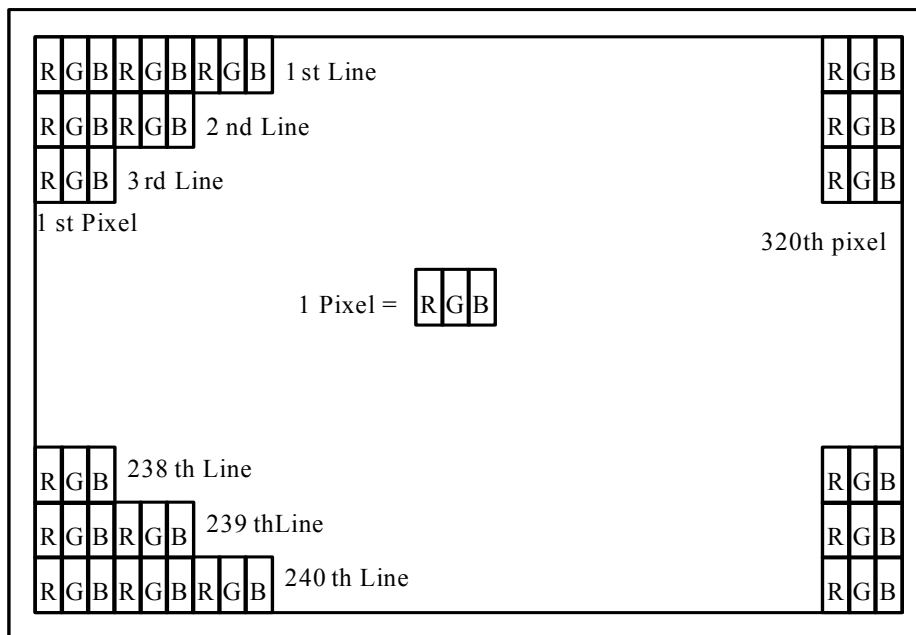 R G B R G B R G B 1 st Line R G B
R G B R G B 2 nd Line R G B
R G B 3 rd Line R G B
1 st Pixel
320th pixel
1 Pixel = R G B
R G B 238 th Line R G B
R G B R G B 239 thLine R G B
R G B R G B R G B 240 th Line R G B